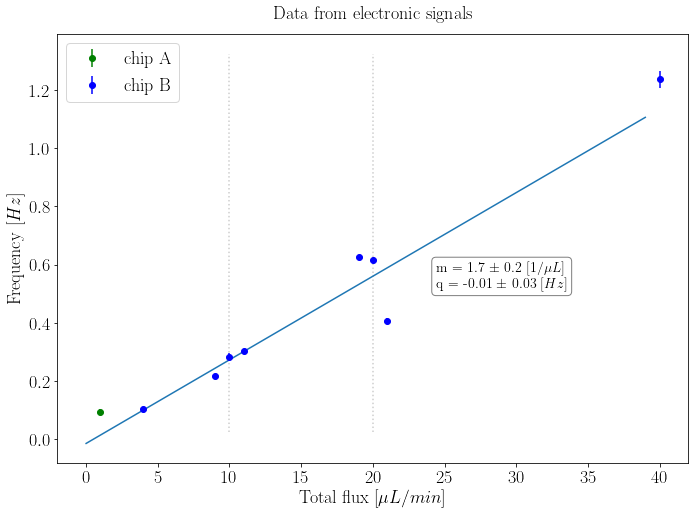 Data from electronic signals
chip A
chip B
Frequency [Hz]
1.2
1.0
0.8
0.6
0.4
0.2
0.0
m = 1.7 ± 0.2 [1/μL]
q = -0.01 ± 0.03 [Hz]
0 5 10 15 20 25 30 35 40
Total flux [μL/min]